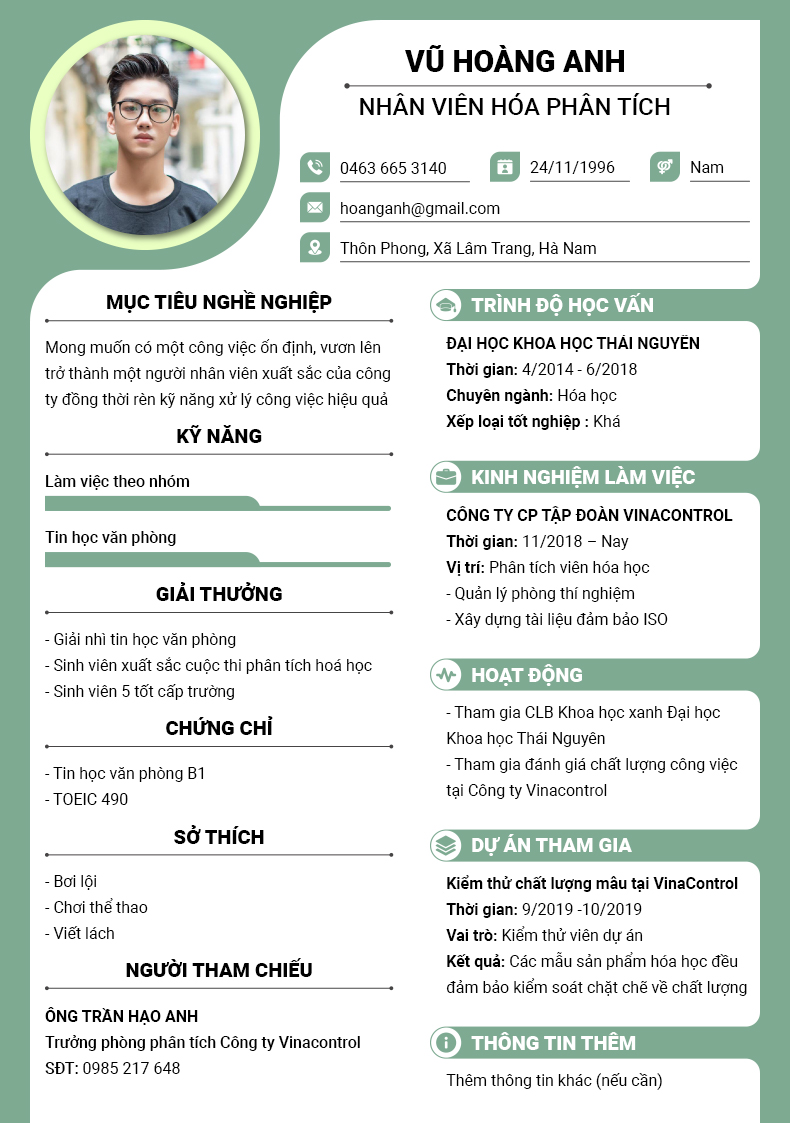 VŨ HOÀNG ANH
NHÂN VIÊN HÓA PHÂN TÍCH
0463 665 3140
24/11/1996
Nam
hoanganh@gmail.com
Thôn Phong, Xã Lâm Trang, Hà Nam
MỤC TIÊU NGHỀ NGHIỆP
Mong muốn có một công việc ổn định, vươn lên
trở thành một người nhân viên xuất sắc của công
ty đồng thời rèn kỹ năng xử lý công việc hiệu quả
KỸ NĂNG
Làm việc theo nhóm
Tin học văn phòng
GIẢI THƯỞNG
- Giải nhì tin học văn phòng
- Sinh viên xuất sắc cuộc thi phân tích hoá học
- Sinh viên 5 tốt cấp trường
CHỨNG CHỈ
- Tin học văn phòng B1
- TOEIC 490
SỞ THÍCH
- Bơi lội
- Chơi thể thao
- Viết lách
NGƯỜI THAM CHIẾU
ÔNG TRẦN HẠO ANH
Trưởng phòng phân tích Công ty Vinacontrol
SĐT: 0985 217 648
TRÌNH ĐỘ HỌC VẤN
ĐẠI HỌC KHOA HỌC THÁI NGUYÊN
Thời gian: 4/2014 - 6/2018
Chuyên ngành: Hóa học
Xếp loại tốt nghiệp : Khá
KINH NGHIỆM LÀM VIỆC
CÔNG TY CP TẬP ĐOÀN VINACONTROL
Thời gian: 11/2018 – Nay
Vị trí: Phân tích viên hóa học
- Quản lý phòng thí nghiệm
- Xây dựng tài liệu đảm bảo ISO
HOẠT ĐỘNG
- Tham gia CLB Khoa học xanh Đại học
Khoa học Thái Nguyên
- Tham gia đánh giá chất lượng công việc
tại Công ty Vinacontrol
DỰ ÁN THAM GIA
Kiểm thử chất lượng mâu tại VinaControl
Thời gian: 9/2019 -10/2019
Vai trò: Kiểm thử viên dự án
Kết quả: Các mẫu sản phẩm hóa học đều
đảm bảo kiểm soát chặt chẽ về chất lượng
THÔNG TIN THÊM
Thêm thông tin khác (nếu cần)